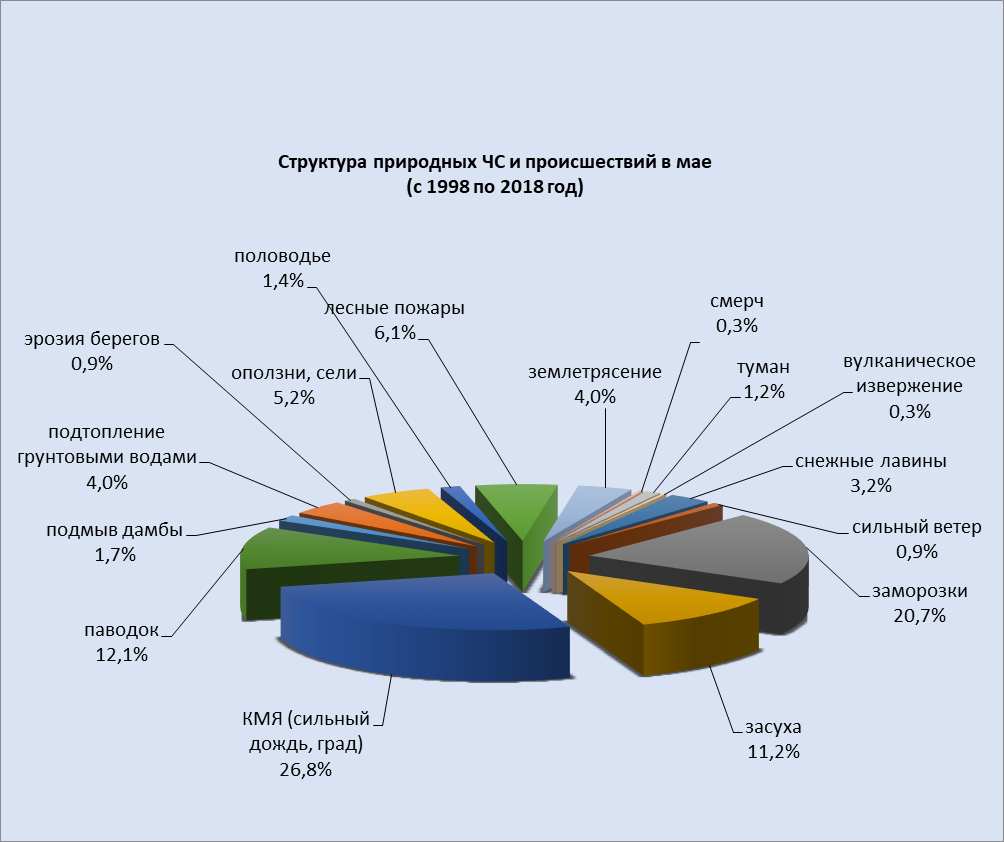 Структура природных ЧС и происшествий в мае
(с 1998 по 2018 год)
половодье
1,4%
лесные пожары
6,1%
эрозия берегов
0,9%
оползни, сели
5,2%
подтопление
грунтовыми водами
4,0%
подмыв дамбы
1,7%
паводок
12,1%
КМЯ (сильный
дождь, град)
26,8%
землетрясение
4,0%
смерч
0,3%
туман
1,2%
вулканическое
извержение
0,3%
снежные лавины
3,2%
сильный ветер
0,9%
заморозки
20,7%
засуха
11,2%